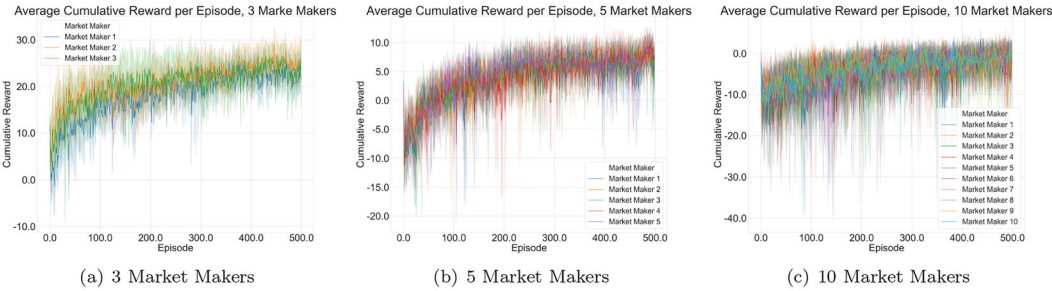 Average Cumulative Reward per Episode, 3 Marke Makers
Cumulative Reward
30.0
20.0
10.0
0.0
-10.0
Market Maker
Market Maker 1
Market Maker 2
Market Maker 3
0.0 100.0 200.0 300.0 400.0 500.0
Episode
(a) 3 Market Makers
Average Cumulative Reward per Episode, 5 Market Makers
Cumulative Reward
10.0
5.0
0.0
-5.0
-10.0
-15.0
-20.0
Market Maker
Market Maker 1
Market Maker 2
Market Maker 3
Market Maker 4
Market Maker 5
0.0 100.0 200.0 300.0 400.0 500.0
Episode
(b) 5 Market Makers
Average Cumulative Reward per Episode, 10 Market Makers
Cumulative Reward
0.0
-10.0
-20.0
-30.0
-40.0
Market Maker
Market Maker 1
Market Maker 2
Market Maker 3
Market Maker 4
Market Maker 5
Market Maker 6
Market Maker 7
Market Maker 8
Market Maker 9
Market Maker 10
0.0 100.0 200.0 300.0 400.0 500.0
Episode
(c) 10 Market Makers